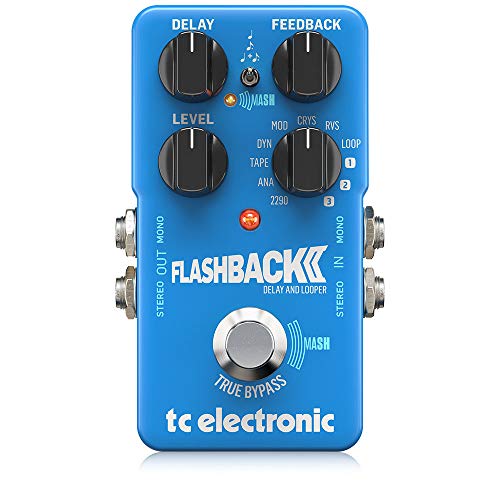 DELAY
FEEDBACK
MASH
LEVEL
MOD CRYS RVS
DYN LOOP
TAPE 1
ANA 2
2290 3
STEREO OUT MONO
STEREO IN MONO
FLASHBACK
DELAY AND LOOPER
MASH
TRUE BYPASS
tc electronic